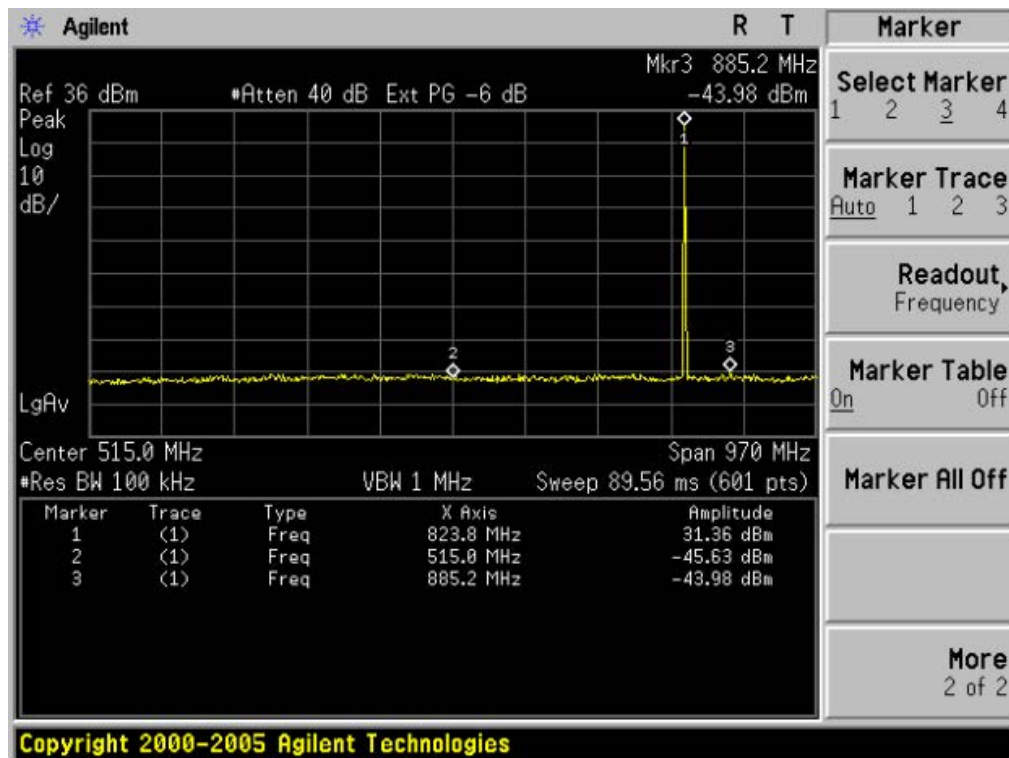 Agilent R T
Mkr3 885.2 MHz
Ref 36 dBm #Atten 40 dB Ext PG -6 dB -43.98 dBm
Peak
Log
10
dB/
1
2
3
LgAv
Center 515.0 MHz Span 970 MHz
#Res BW 100 kHz VBW 1 MHz Sweep 89.56 ms (601 pts)
Marker Trace Type X Axis Amplitude
1 (1) Freq 823.8 MHz 31.36 dBm
2 (1) Freq 515.0 MHz -45.63 dBm
3 (1) Freq 885.2 MHz -43.98 dBm
Marker
Select Marker
1 2 3 4
Marker Trace
Auto 1 2 3
Readout
Frequency
Marker Table
On Off
Marker All Off
More
2 of 2
Copyright 2000-2005 Agilent Technologies